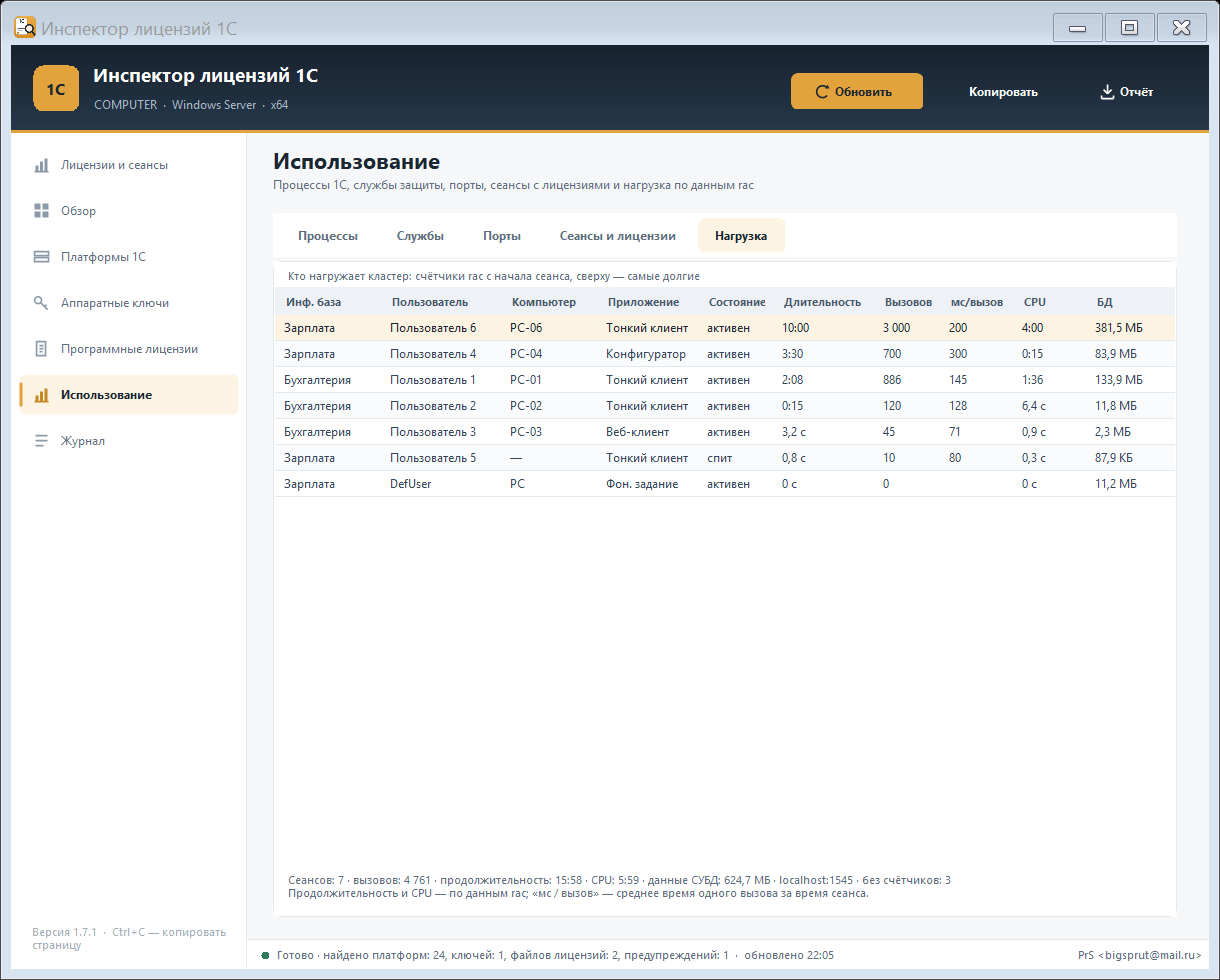 Инспектор лицензий 1С
1С
Инспектор лицензий 1С
COMPUTER · Windows Server · x64
Обновить
Копировать
Отчёт
Лицензии и сеансы
Обзор
Платформы 1С
Аппаратные ключи
Программные лицензии
Использование
Журнал
Версия 1.7.1 · Ctrl+C — копировать
страницу
Использование
Процессы 1С, службы защиты, порты, сеансы с лицензиями и нагрузка по данным rac
Процессы Службы Порты Сеансы и лицензии Нагрузка
Кто нагружает кластер: счётчики rac с начала сеанса, сверху — самые долгие
Инф. база Пользователь Компьютер Приложение Состояние Длительность Вызовов мс/вызов CPU БД
Зарплата Пользователь 6 PC-06 Тонкий клиент активен 10:00 3 000 200 4:00 381,5 МБ
Зарплата Пользователь 4 PC-04 Конфигуратор активен 3:30 700 300 0:15 83,9 МБ
Бухгалтерия Пользователь 1 PC-01 Тонкий клиент активен 2:08 886 145 1:36 133,9 МБ
Бухгалтерия Пользователь 2 PC-02 Тонкий клиент активен 0:15 120 128 6,4 с 11,8 МБ
Бухгалтерия Пользователь 3 PC-03 Веб-клиент активен 3,2 с 45 71 0,9 с 2,3 МБ
Зарплата Пользователь 5 — Тонкий клиент спит 0,8 с 10 80 0,3 с 87,9 КБ
Зарплата DefUser PC Фон. задание активен 0 с 0 0 с 11,2 МБ
Сеансов: 7 · вызовов: 4 761 · продолжительность: 15:58 · CPU: 5:59 · данные СУБД: 624,7 МБ · localhost:1545 · без счётчиков: 3
Продолжительность и CPU — по данным rac; «мс / вызов» — среднее время одного вызова за время сеанса.
Готово · найдено платформ: 24, ключей: 1, файлов лицензий: 2, предупреждений: 1 · обновлено 22:05
PrS <bigsprut@mail.ru>